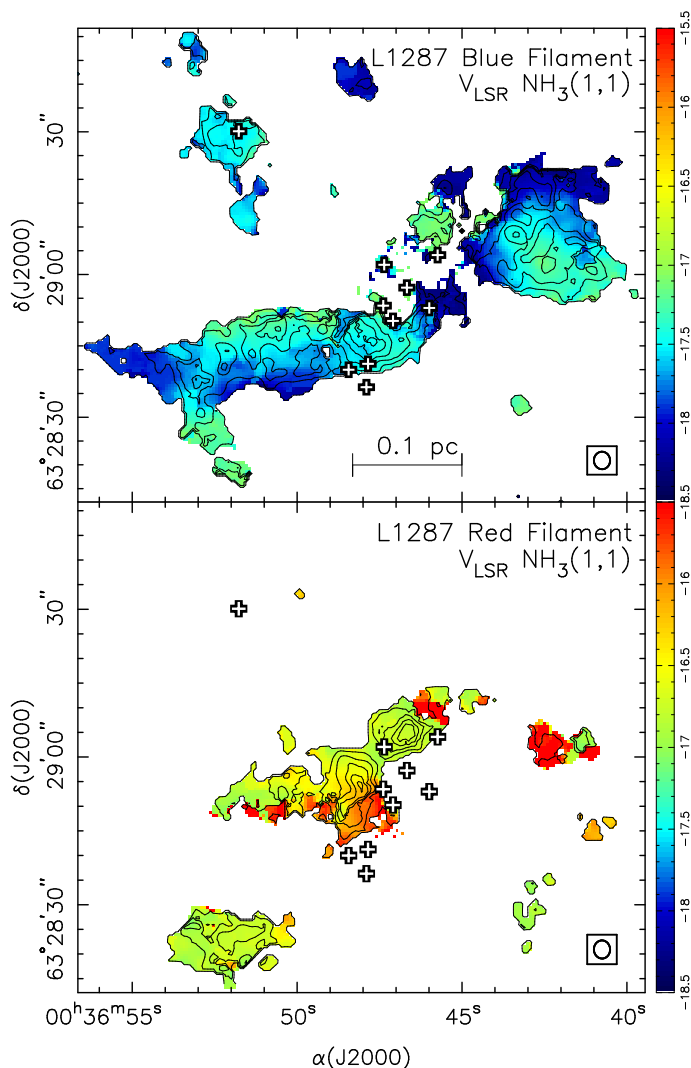 L1287 Blue Filament
V_LSR NH_3(1,1)
-15.5
-16
-16.5
-17
-17.5
-18
-18.5
30"
29'00"
63°28'30"
δ(J2000)
0.1 pc
L1287 Red Filament
V_LSR NH_3(1,1)
-16
-16.5
-17
-17.5
-18
-18.5
30"
29'00"
63°28'30"
δ(J2000)
00^h36^m55^s
50^s
45^s
40^s
α(J2000)